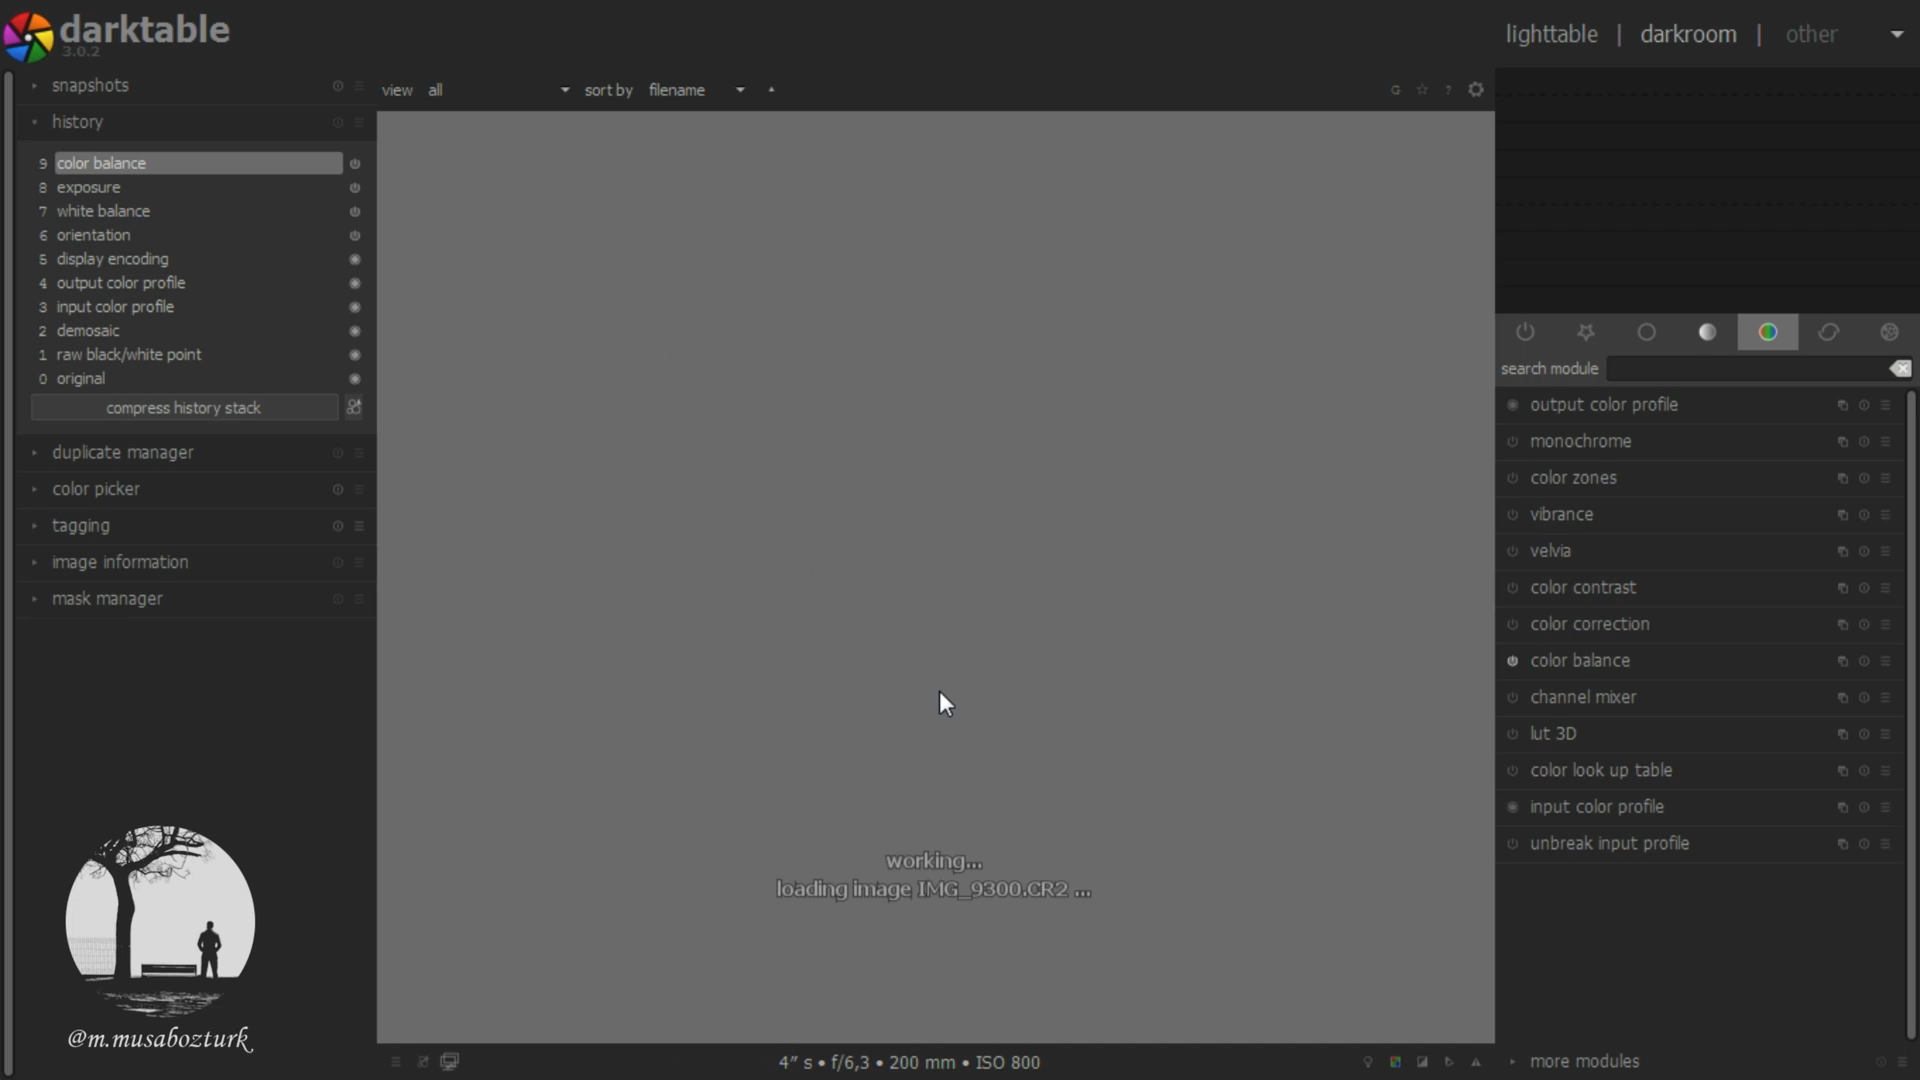 darktable
3.0.2
lighttable | darkroom | other
snapshots
view all sort by filename
history
9 color balance
8 exposure
7 white balance
6 orientation
5 display encoding
4 output color profile
3 input color profile
2 demosaic
1 raw black/white point
0 original
compress history stack
duplicate manager
color picker
tagging
image information
mask manager
@m.musabozturk
working...
loading image IMG_9300.CR2 ...
4" s • f/6,3 • 200 mm • ISO 800
search module
output color profile
monochrome
color zones
vibrance
velvia
color contrast
color correction
color balance
channel mixer
lut 3D
color look up table
input color profile
unbreak input profile
more modules